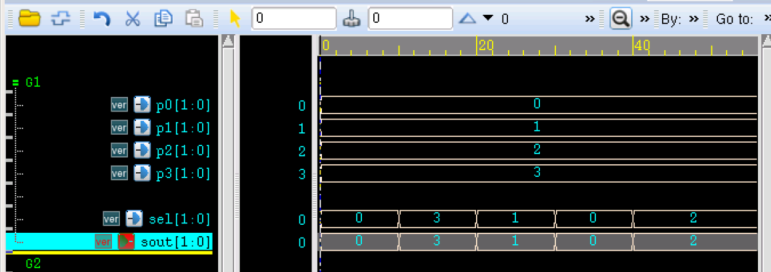 0 0 0 » » By: » Go to: »
0 20 40
G1
ver p0[1:0] 0 0
ver p1[1:0] 1 1
ver p2[1:0] 2 2
ver p3[1:0] 3 3
ver sel[1:0] 0 0 3 1 0 2
ver sout[1:0] 0 0 3 1 0 2
G2